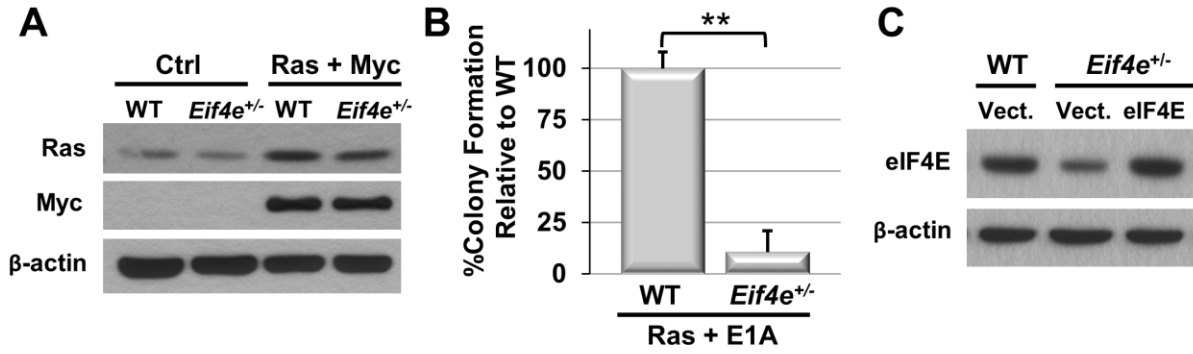 A
Ctrl Ras + Myc
WT Eif4e+/- WT Eif4e+/-
Ras
Myc
β-actin
B
%Colony Formation
Relative to WT
**
100
75
50
25
0
WT Eif4e+/-
Ras + E1A
C
WT Eif4e+/-
Vect. Vect. eIF4E
eIF4E
β-actin